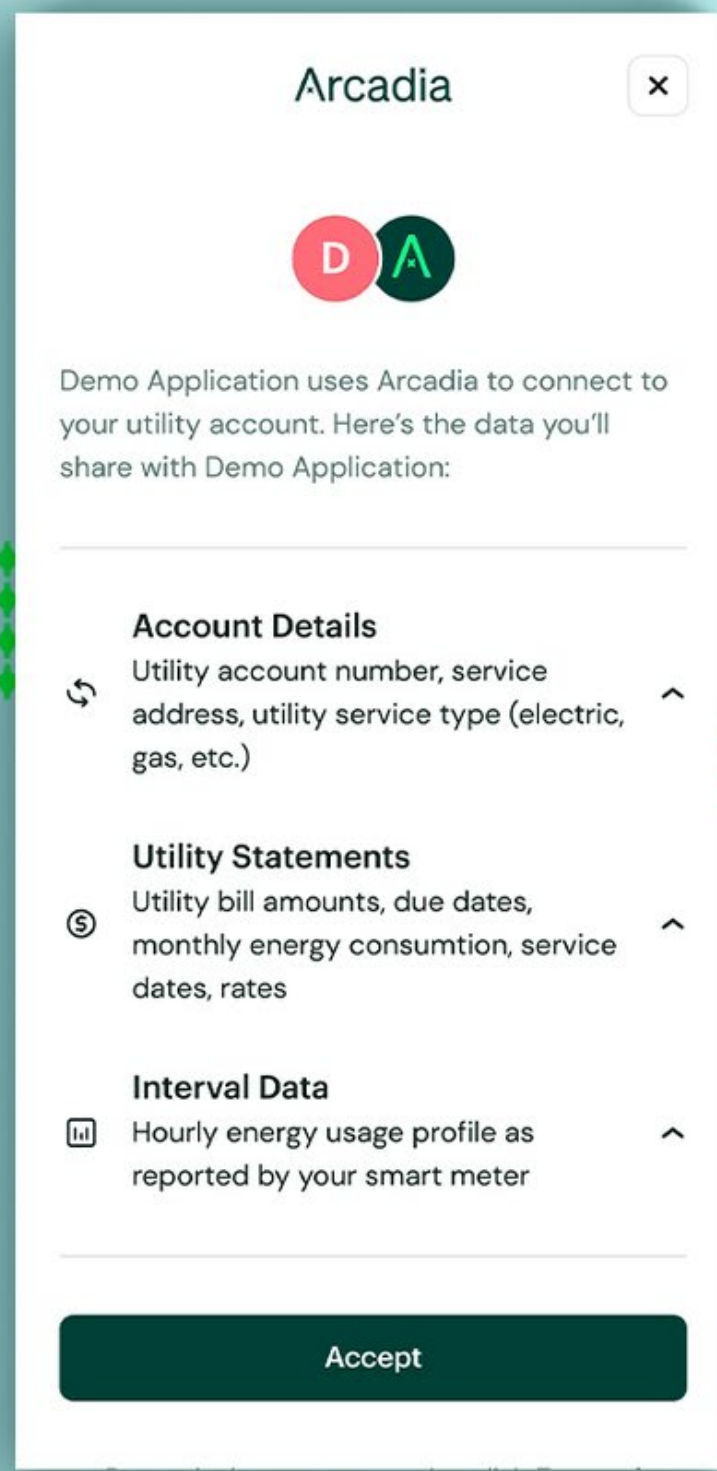 Arcadia
D
Demo Application uses Arcadia to connect to
your utility account. Here’s the data you’ll
share with Demo Application:
Account Details
Utility account number, service
address, utility service type (electric,
gas, etc.)
Utility Statements
Utility bill amounts, due dates,
monthly energy consumtion, service
dates, rates
Interval Data
Hourly energy usage profile as
reported by your smart meter
Accept